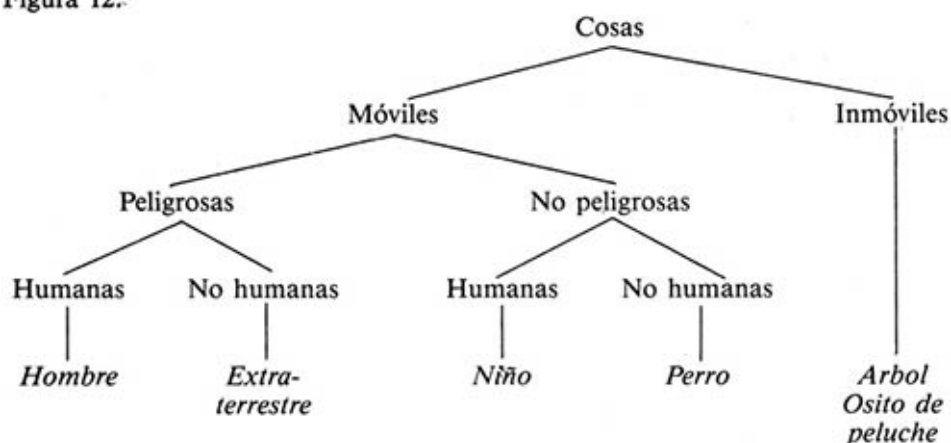 Figura 12.
Cosas
Móviles Inmóviles
Peligrosas No peligrosas
Humanas No humanas Humanas No humanas
Hombre Extra- Niño Perro Arbol
terrestre Osito de
peluche